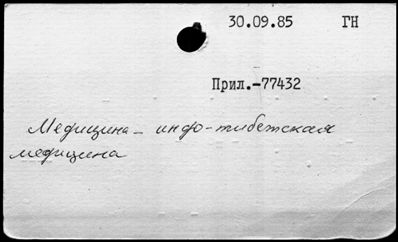 30.09.85 ГН
Прил.-77432
Медицина - индо-тибетская
медицина